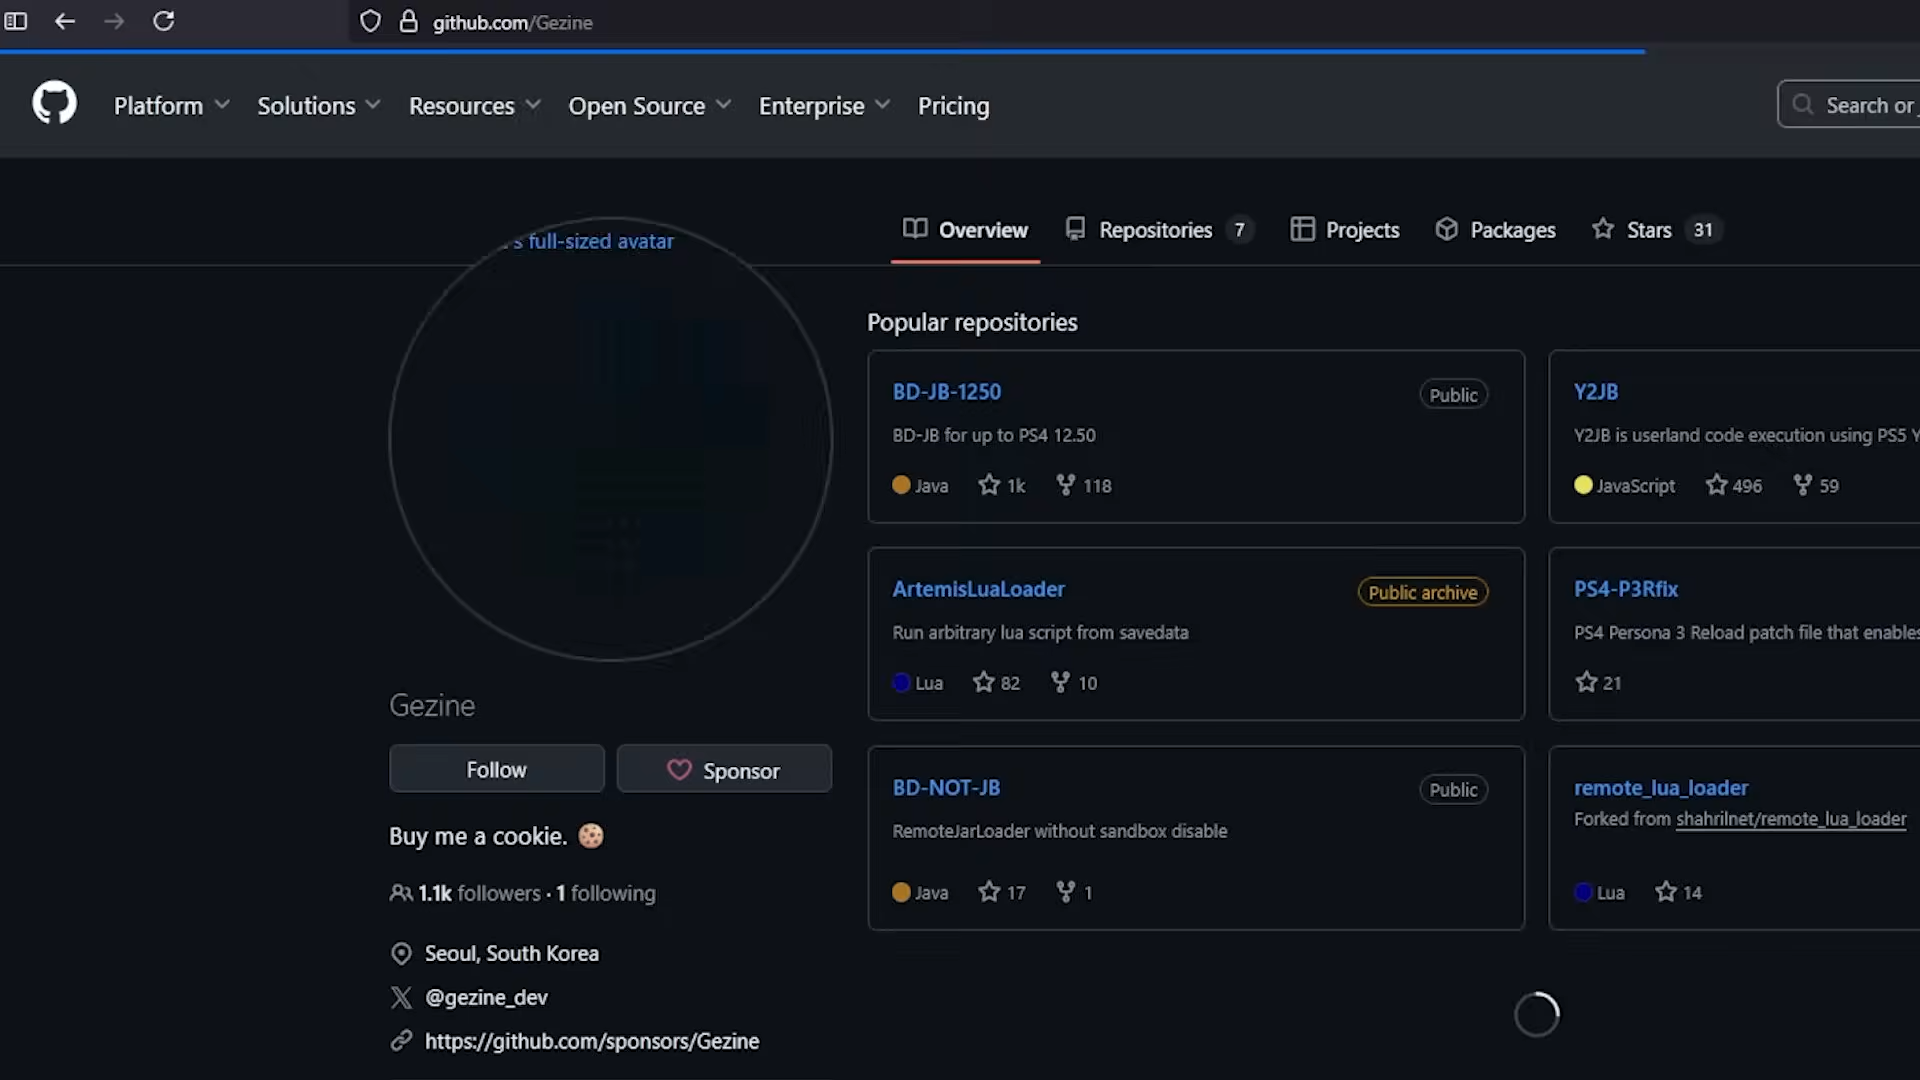 github.com/Gezine
Platform
Solutions
Resources
Open Source
Enterprise
Pricing
Search or
Overview
Repositories 7
Projects
Packages
Stars 31
's full-sized avatar
Gezine
Follow
Sponsor
Buy me a cookie. 🍪
1.1k followers · 1 following
Seoul, South Korea
@gezine_dev
https://github.com/sponsors/Gezine
Popular repositories
BD-JB-1250
Public
BD-JB for up to PS4 12.50
Java 1k 118
Y2JB
Y2JB is userland code execution using PS5 Y
JavaScript 496 59
ArtemisLuaLoader
Public archive
Run arbitrary lua script from savedata
Lua 82 10
PS4-P3Rfix
PS4 Persona 3 Reload patch file that enables
21
BD-NOT-JB
Public
RemoteJarLoader without sandbox disable
Java 17 1
remote_lua_loader
Forked from shahrilnet/remote_lua_loader
Lua 14